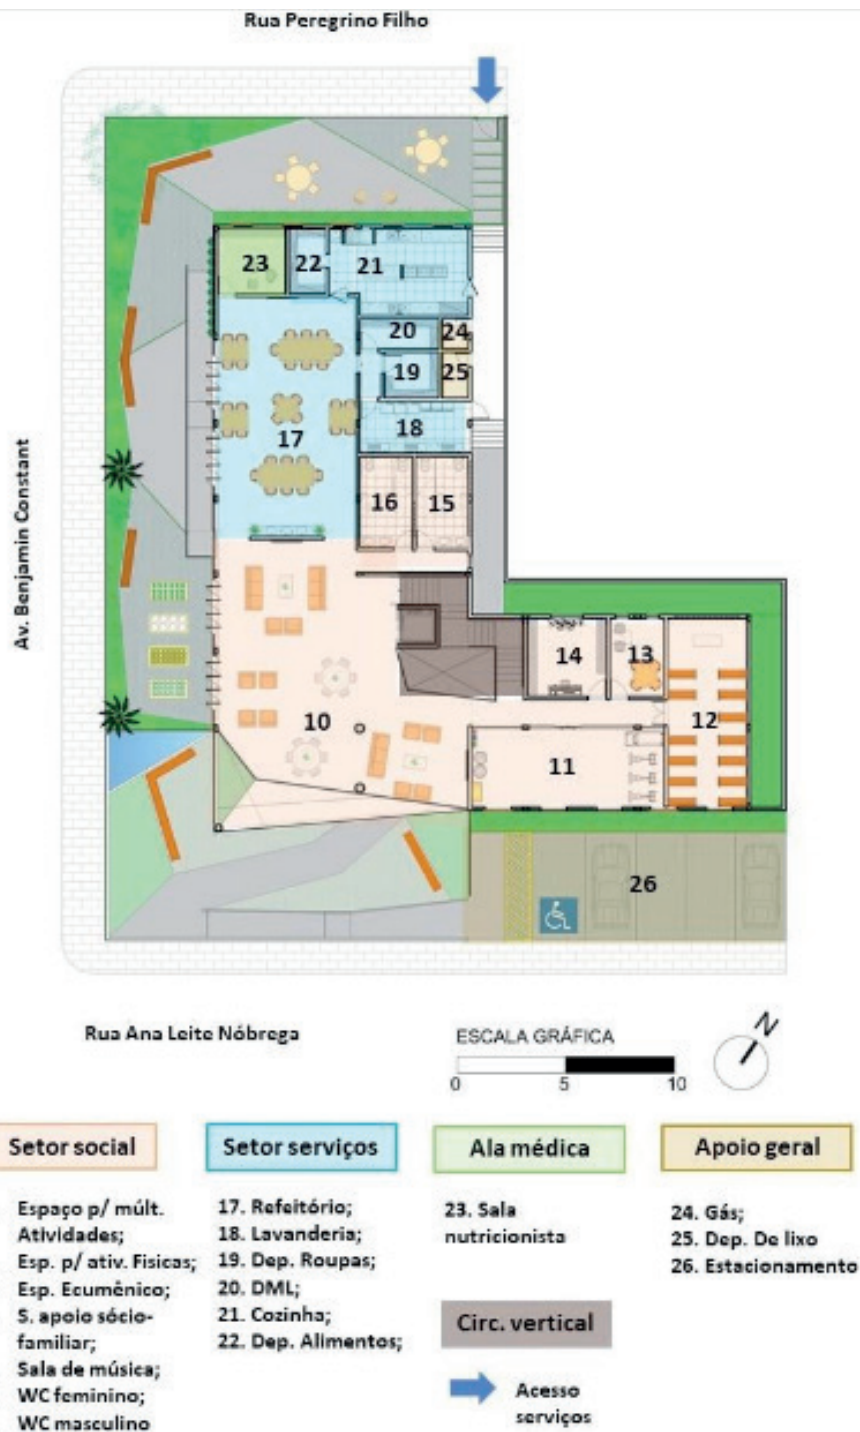 Rua Peregrino Filho
Av. Benjamin Constant
23
22
21
20
24
19
25
17
18
16
15
14
13
10
12
11
26
Rua Ana Leite Nóbrega
ESCALA GRÁFICA
N
0 5 10
Setor social
Espaço p/ múlt.
Atividades;
Esp. p/ ativ. Fisicas;
Esp. Ecumênico;
S. apoio sócio-
familiar;
Sala de música;
WC feminino;
WC masculino
Setor serviços
17. Refeitório;
18. Lavanderia;
19. Dep. Roupas;
20. DML;
21. Cozinha;
22. Dep. Alimentos;
Ala médica
23. Sala
nutricionista
Circ. vertical
Acesso
serviços
Apoio geral
24. Gás;
25. Dep. De lixo
26. Estacionamento